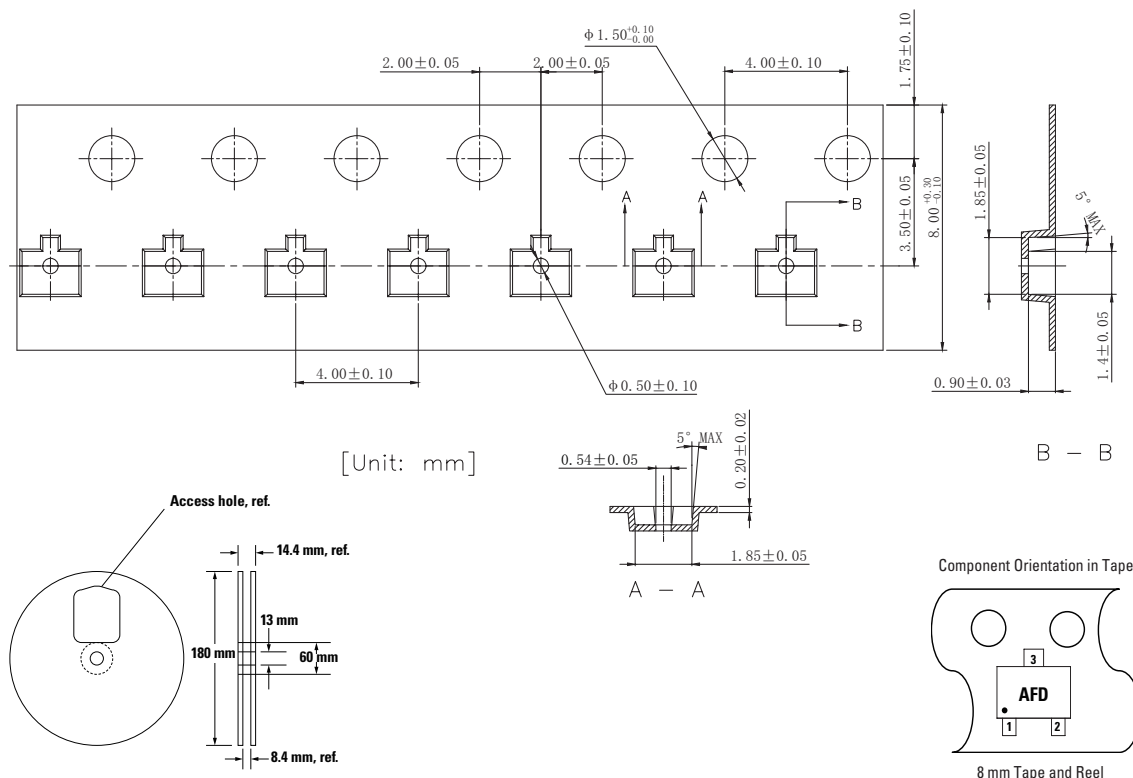 φ1.50+0.10-0.00
2.00±0.05
2.00±0.05
4.00±0.10
1.75±0.10
A
A
B
B
3.50±0.05
8.00+0.30-0.10
4.00±0.10
φ0.50±0.10
1.85±0.05
5° MAX
1.4±0.05
0.90±0.03
B - B
[Unit: mm]
5° MAX
0.54±0.05
0.20±0.02
1.85±0.05
A - A
Access hole, ref.
14.4 mm, ref.
13 mm
180 mm
60 mm
8.4 mm, ref.
Component Orientation in Tape
3
AFD
1
2
8 mm Tape and Reel